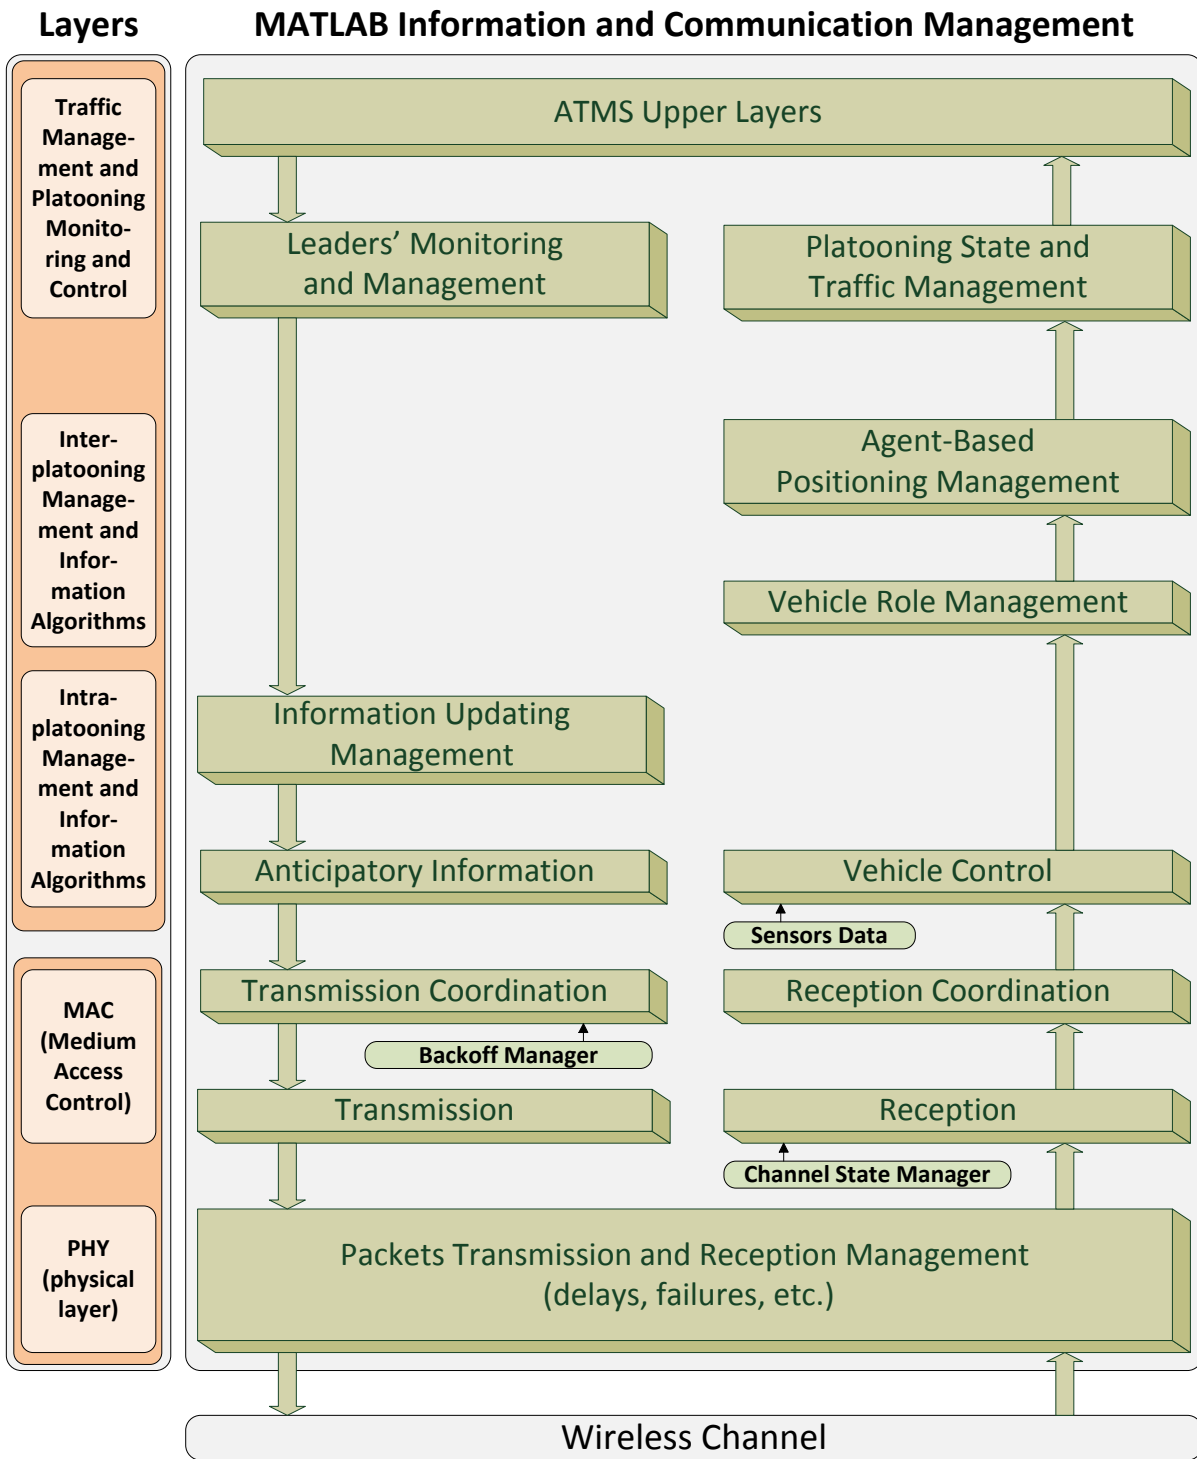 Layers
MATLAB Information and Communication Management
Traffic
Manage-
ment and
Platooning
Monito-
ring and
Control
Inter-
platooning
Manage-
ment and
Infor-
mation
Algorithms
Intra-
platooning
Manage-
ment and
Infor-
mation
Algorithms
MAC
(Medium
Access
Control)
PHY
(physical
layer)
ATMS Upper Layers
Leaders’ Monitoring
and Management
Platooning State and
Traffic Management
Agent-Based
Positioning Management
Vehicle Role Management
Information Updating
Management
Anticipatory Information
Vehicle Control
Sensors Data
Transmission Coordination
Reception Coordination
Backoff Manager
Transmission
Reception
Channel State Manager
Packets Transmission and Reception Management
(delays, failures, etc.)
Wireless Channel